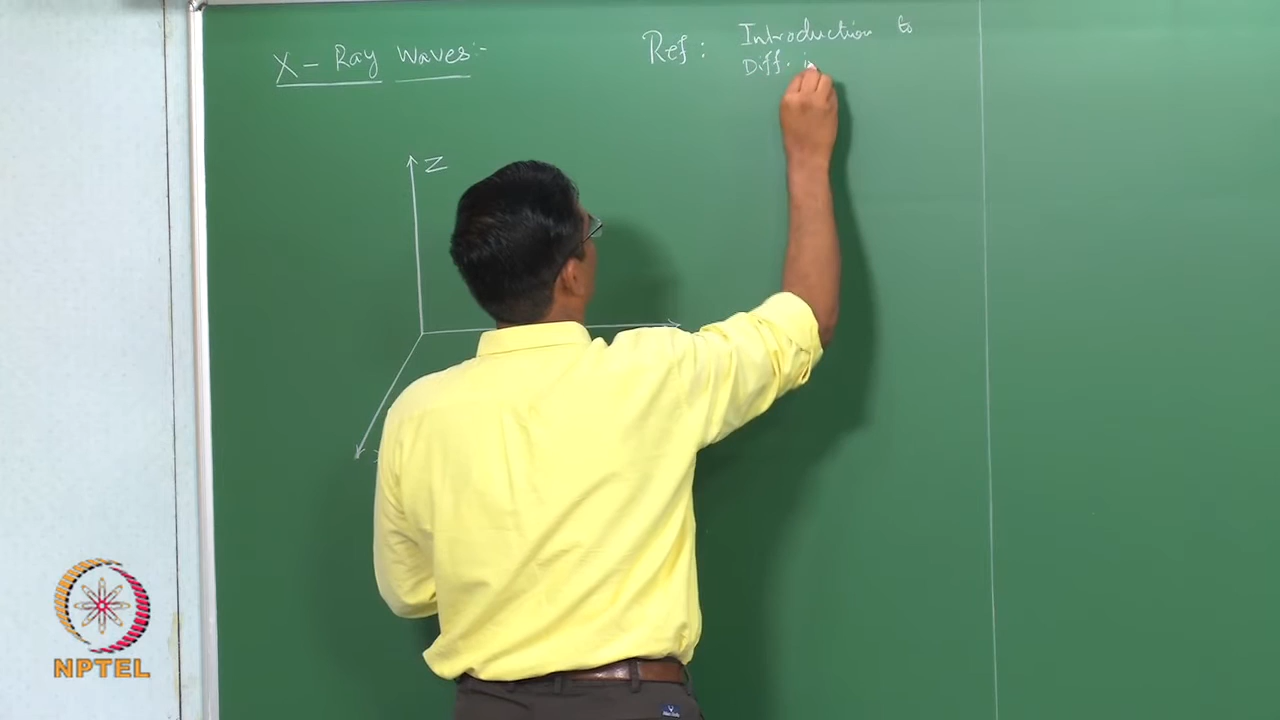 X - Ray Waves:-
Ref: Introduction to
Diff. i
Z
NPTEL